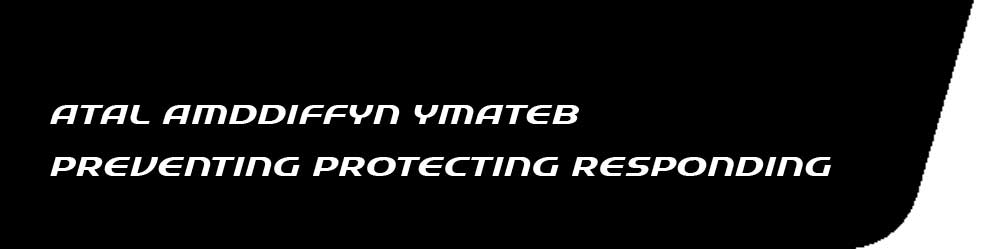 ATAL AMDDIFFYN YMATEB
PREVENTING PROTECTING RESPONDING